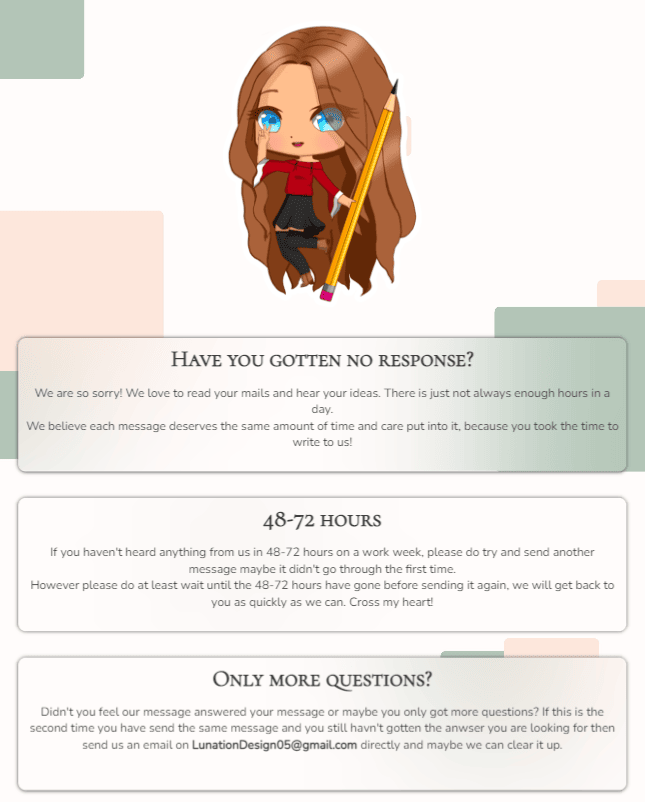 Have you gotten no response?
We are so sorry! We love to read your mails and hear your ideas. There is just not always enough hours in a
day.
We believe each message deserves the same amount of time and care put into it, because you took the time to
write to us!
48-72 hours
If you haven't heard anything from us in 48-72 hours on a work week, please do try and send another
message maybe it didn't go through the first time.
However please do at least wait until the 48-72 hours have gone before sending it again, we will get back to
you as quickly as we can. Cross my heart!
Only more questions?
Didn't you feel our message answered your message or maybe you only got more questions? If this is the
second time you have send the same message and you still havn't gotten the anwser you are looking for then
send us an email on LunationDesign05@gmail.com directly and maybe we can clear it up.